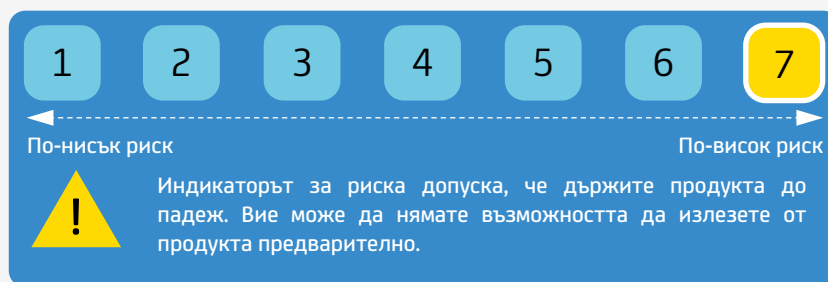 1 2 3 4 5 6 7
По-нисък риск По-висок риск
!
Индикаторът за риска допуска, че държите продукта до
падеж. Вие може да нямате възможността да излезете от
продукта предварително.